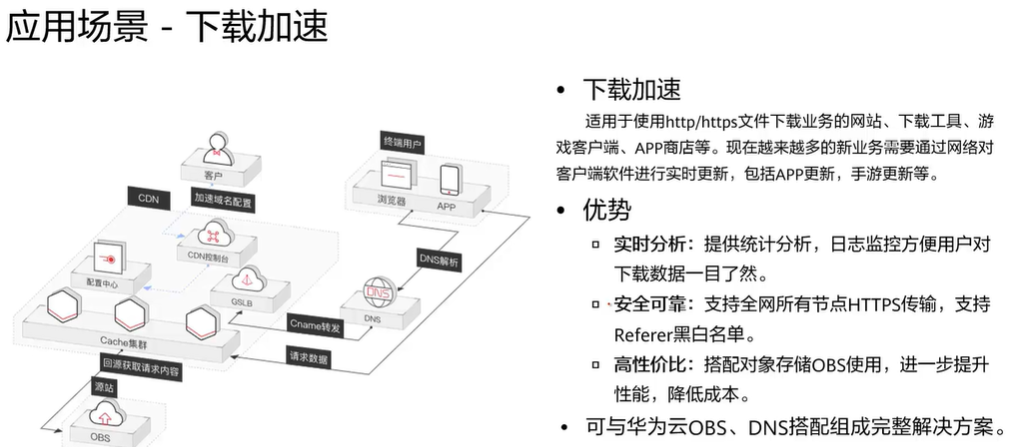 应用场景 - 下载加速
客户
加速域名配置
CDN
CDN控制台
配置中心
GSLB
Cache集群
回源获取请求内容
源站
OBS
终端用户
浏览器
APP
DNS解析
DNS
DNS
Cname转发
请求数据
• 下载加速
适用于使用http/https文件下载业务的网站、下载工具、游
戏客户端、APP商店等。现在越来越多的新业务需要通过网络对
客户端软件进行实时更新，包括APP更新，手游更新等。
• 优势
▫ 实时分析：提供统计分析，日志监控方便用户对
下载数据一目了然。
▫ 安全可靠：支持全网所有节点HTTPS传输，支持
Referer黑白名单。
▫ 高性价比：搭配对象存储OBS使用，进一步提升
性能，降低成本。
• 可与华为云OBS、DNS搭配组成完整解决方案。